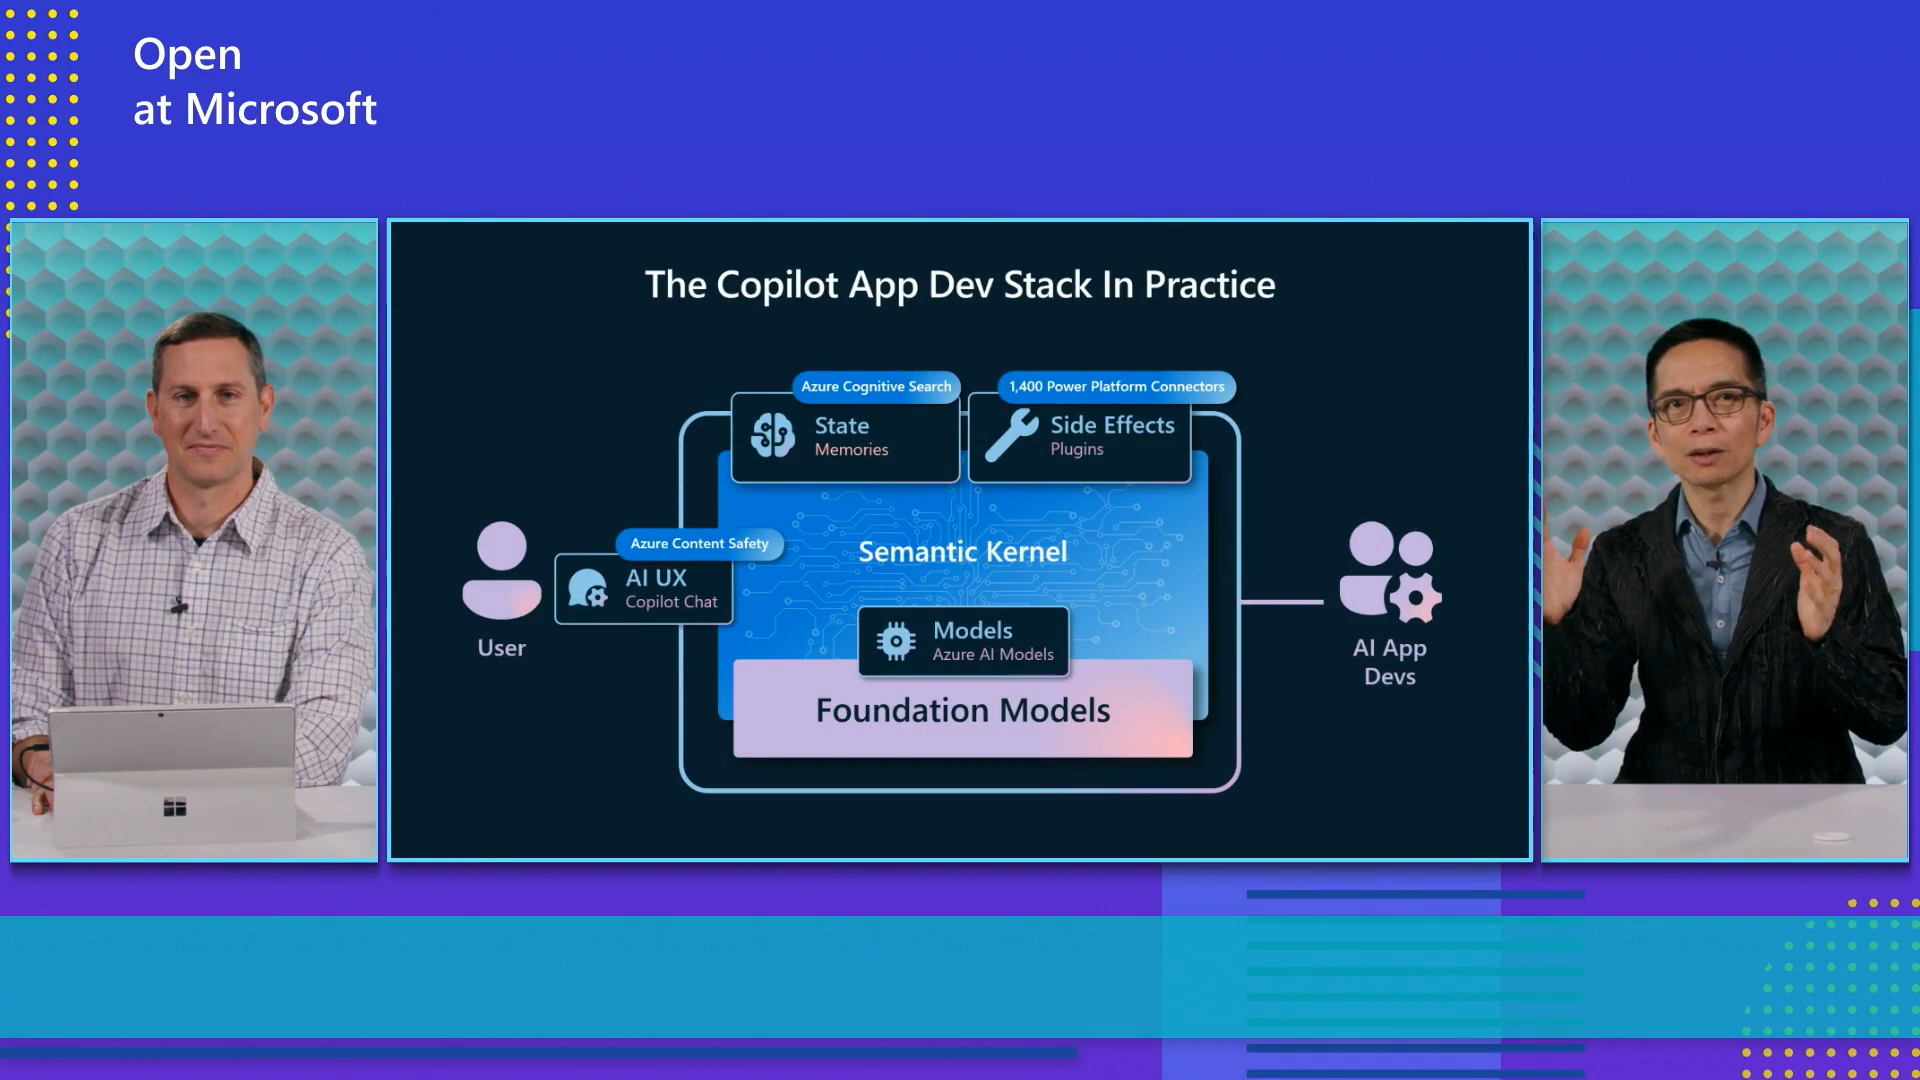 Open
at Microsoft
The Copilot App Dev Stack In Practice
Azure Cognitive Search
State
Memories
1,400 Power Platform Connectors
Side Effects
Plugins
Azure Content Safety
AI UX
Copilot Chat
User
Semantic Kernel
Models
Azure AI Models
Foundation Models
AI App
Devs